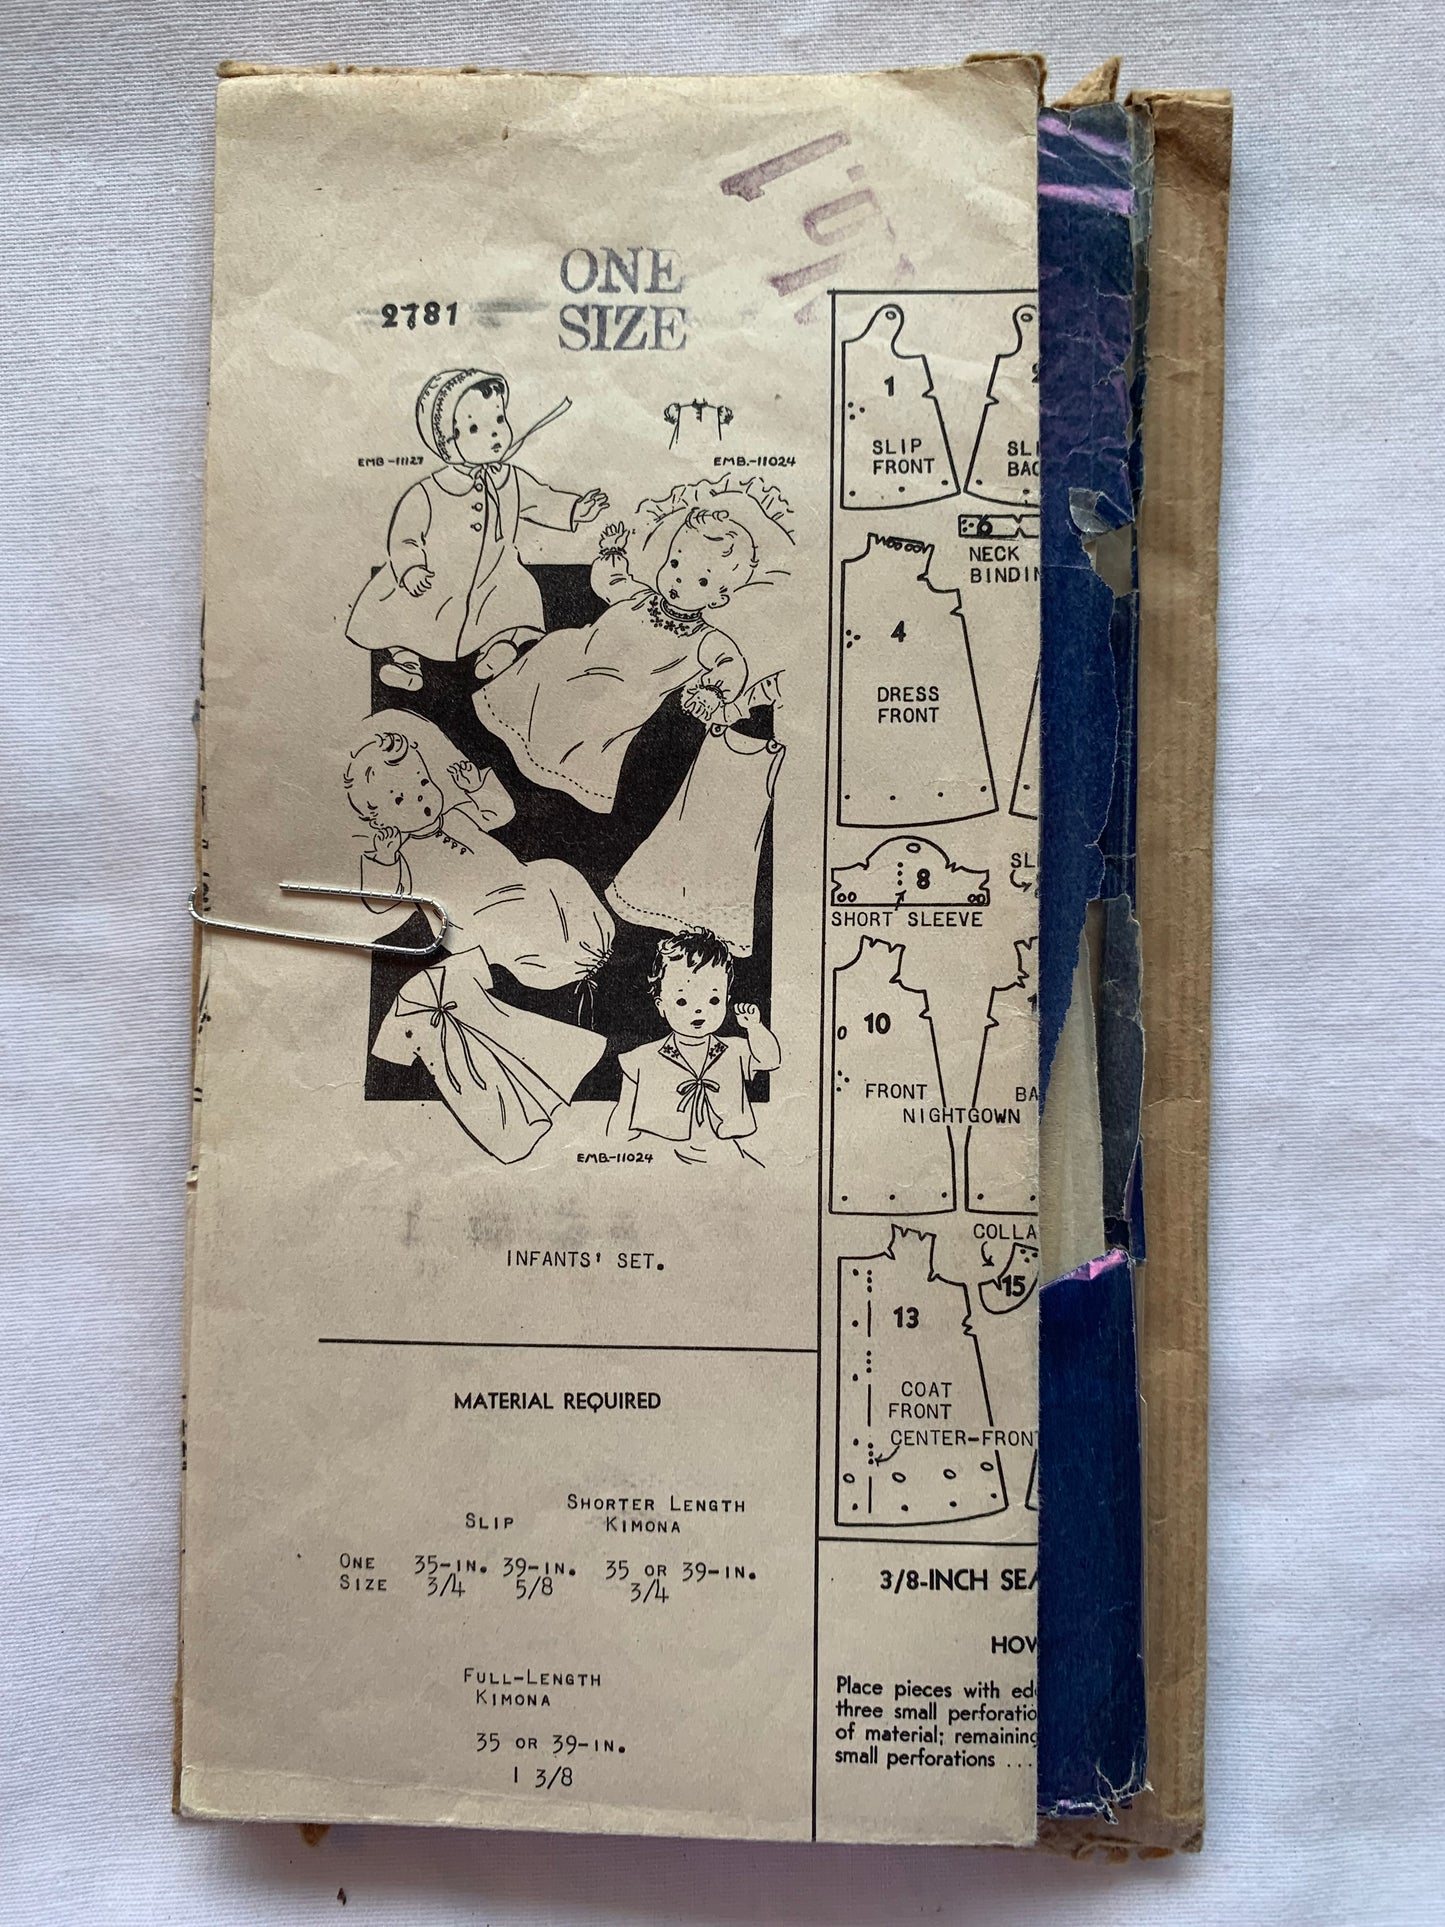 ONE
SIZE
2781
EMB-11127
EMB.-11024
EMB-11024
INFANTS' SET.
MATERIAL REQUIRED
SLIP
SHORTER LENGTH
KIMONA
ONE
SIZE
35-IN. 39-IN. 35 OR 39-IN.
3/4 5/8 3/4
FULL-LENGTH
KIMONA
35 OR 39-IN.
1 3/8
1
SLIP
FRONT
6
NECK
4
DRESS
FRONT
8
SHORT SLEEVE
10
FRONT
NIGHTGOWN
15
13
COAT
FRONT
3/8-INCH
Place pieces with
three small
of material;
small perforations ...